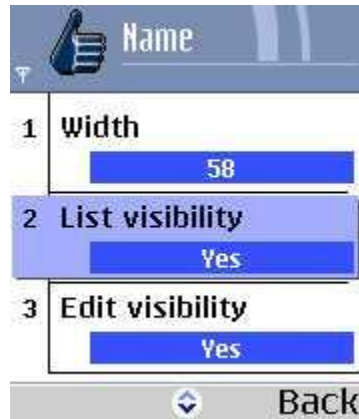 Name
1 Width
58
2 List visibility
Yes
3 Edit visibility
Yes
Back